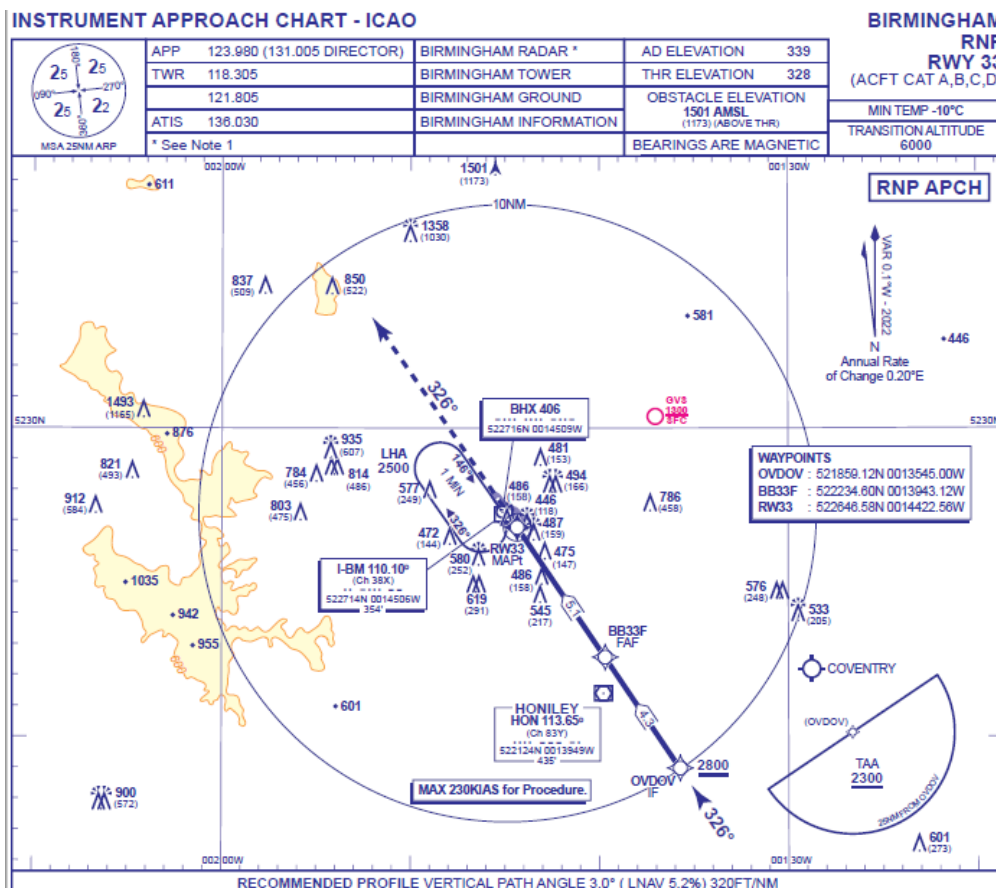 INSTRUMENT APPROACH CHART - ICAO
BIRMINGHAM
RNP
RWY 33
(ACFT CAT A,B,C,D
180°
25 25
090° 270°
25 22
360°
MSA 25NM ARP
APP 123.980 (131.005 DIRECTOR) BIRMINGHAM RADAR *
TWR 118.305 BIRMINGHAM TOWER
121.805 BIRMINGHAM GROUND
ATIS 136.030 BIRMINGHAM INFORMATION
* See Note 1
AD ELEVATION 339
THR ELEVATION 328
OBSTACLE ELEVATION
1501 AMSL
(1173) (ABOVE THR)
BEARINGS ARE MAGNETIC
MIN TEMP -10°C
TRANSITION ALTITUDE
6000
002 00W
001 30W
RNP APCH
611
1501
(1173)
10NM
1358
(1030)
837
(509)
850
(522)
581
446
VAR 0.1°W - 2022
N
Annual Rate
of Change 0.20°E
326°
GVS
1300
SFC
1493
(1165)
876
5230N
5230N
BHX 406
522716N 0014509W
935
(607)
LHA
2500
146°
1 MIN
326°
481
(153)
494
(166)
821
(493)
784
(456)
814
(486)
577
(249)
486
(158)
446
(118)
786
(458)
WAYPOINTS
OVDOV : 521859.12N 0013545.00W
BB33F : 522234.60N 0013943.12W
RW33 : 522646.58N 0014422.56W
912
(584)
803
(475)
472
(144)
487
(159)
RW33
MAPt
475
(147)
580
(252)
I-BM 110.10º
(Ch 38X)
522714N 0014506W
354'
486
(158)
619
(291)
545
(217)
576
(248)
533
(205)
1035
942
955
600
600
5.1
BB33F
FAF
COVENTRY
601
HONILEY
HON 113.65º
(Ch 83Y)
522124N 0013949W
435'
4.3
(OVDOV)
TAA
2300
25NM FROM OVDOV
2800
OVDOV
IF
MAX 230KIAS for Procedure.
326°
900
(572)
601
(273)
002 00W
001 30W
RECOMMENDED PROFILE VERTICAL PATH ANGLE 3.0° ( LNAV 5.2%) 320FT/NM